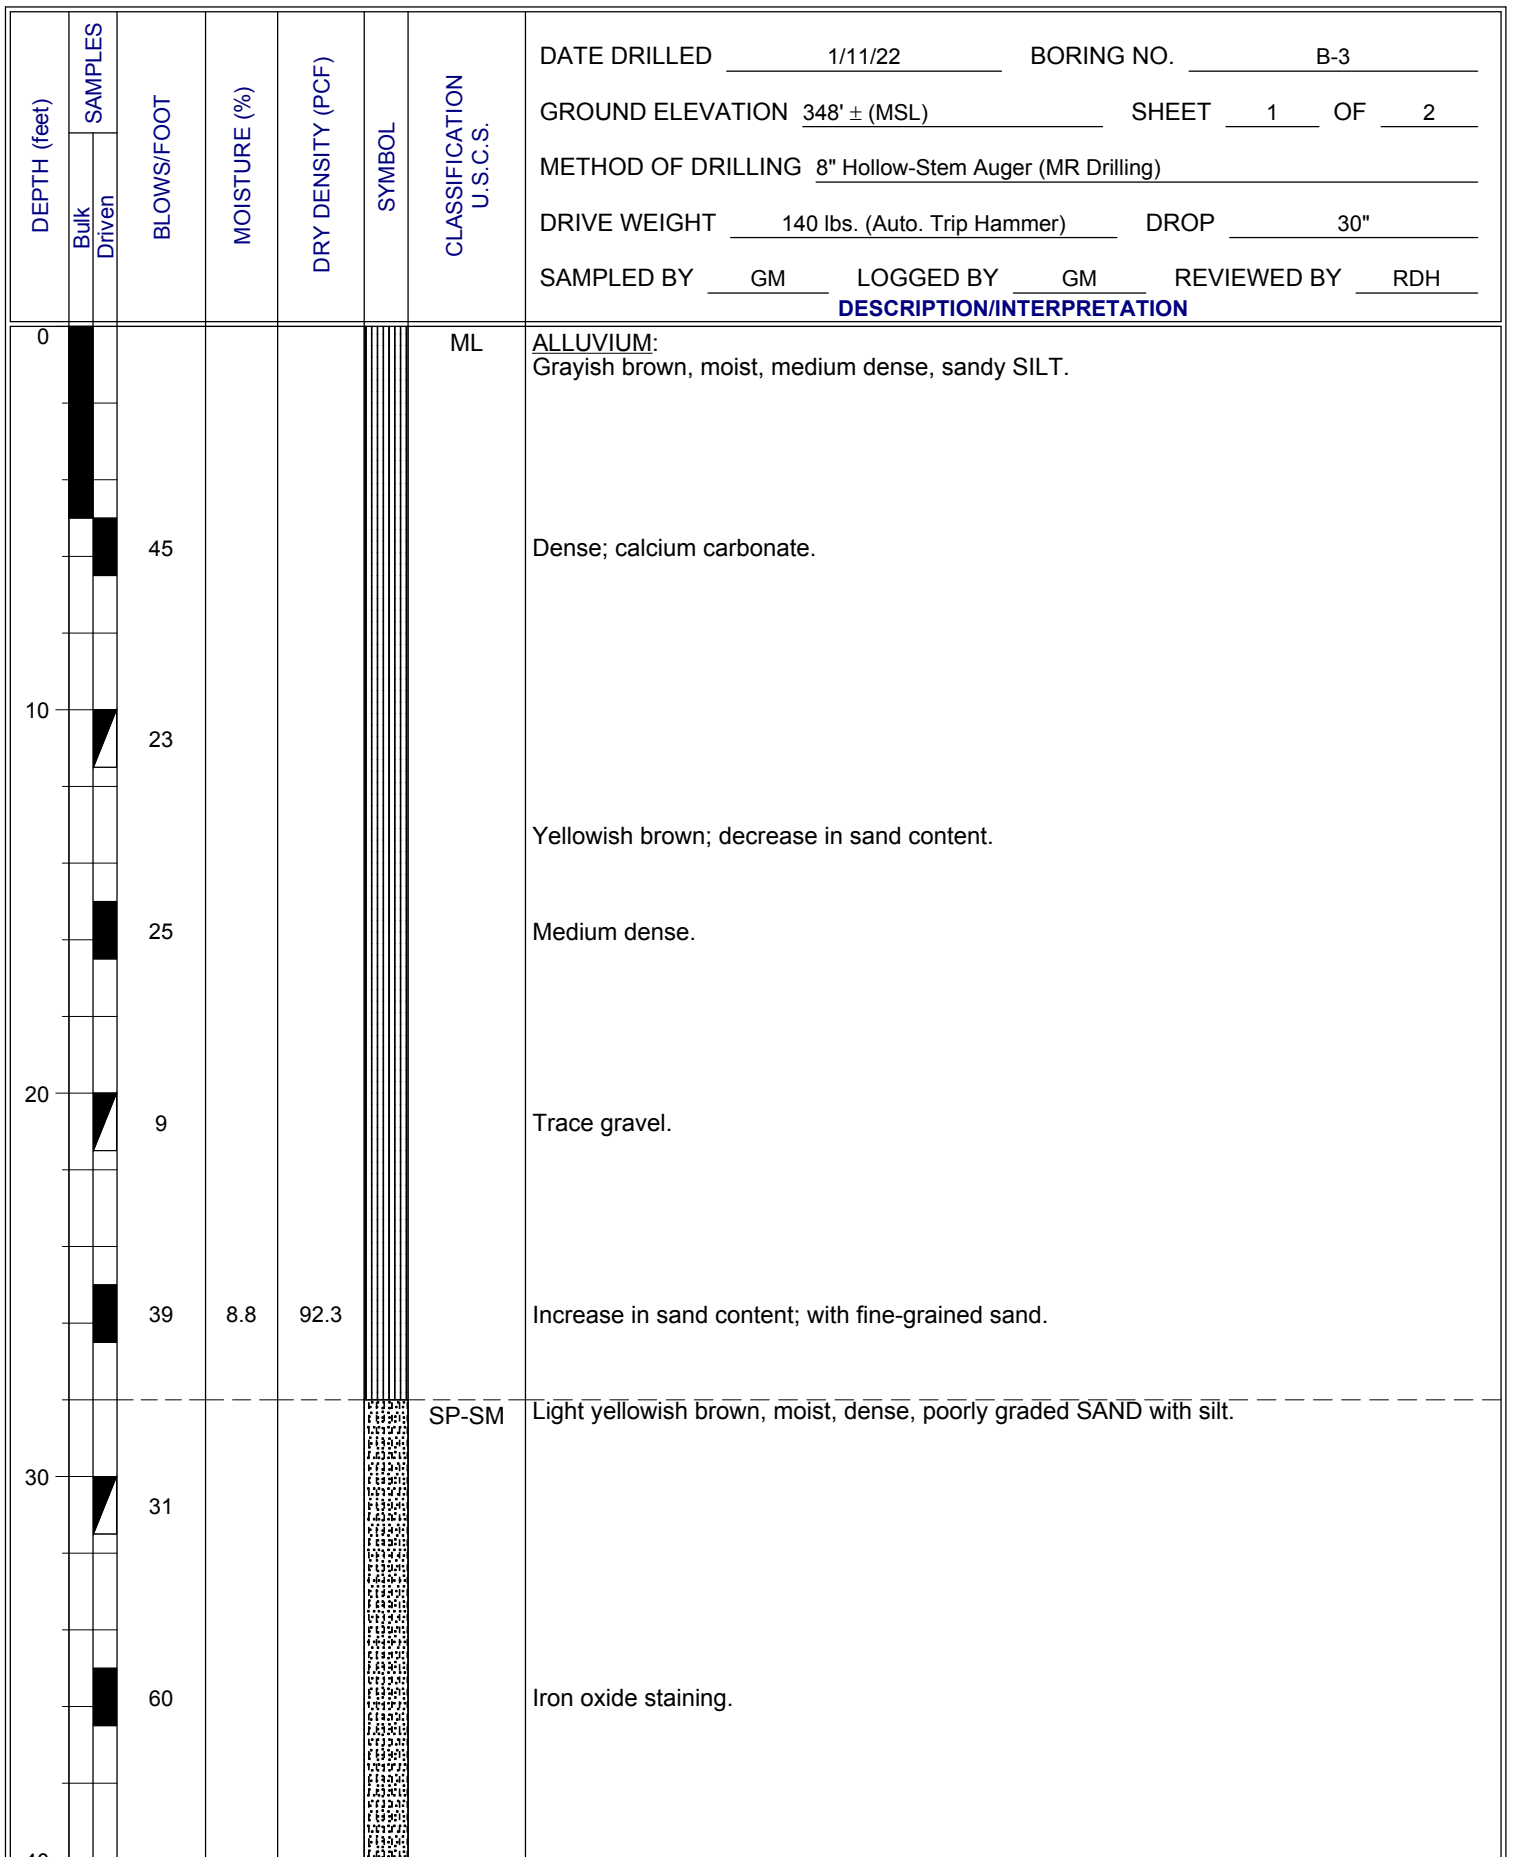 DEPTH (feet)
SAMPLES
Bulk
Driven
BLOWS/FOOT
MOISTURE (%)
DRY DENSITY (PCF)
SYMBOL
CLASSIFICATION
U.S.C.S.
DATE DRILLED 1/11/22 BORING NO. B-3
GROUND ELEVATION 348' ± (MSL) SHEET 1 OF 2
METHOD OF DRILLING 8" Hollow-Stem Auger (MR Drilling)
DRIVE WEIGHT 140 lbs. (Auto. Trip Hammer) DROP 30"
SAMPLED BY GM LOGGED BY GM REVIEWED BY RDH
DESCRIPTION/INTERPRETATION
0 ML ALLUVIUM:
Grayish brown, moist, medium dense, sandy SILT.
45 Dense; calcium carbonate.
10
23
Yellowish brown; decrease in sand content.
25 Medium dense.
20
9 Trace gravel.
39 8.8 92.3 Increase in sand content; with fine-grained sand.
SP-SM Light yellowish brown, moist, dense, poorly graded SAND with silt.
30
31
60 Iron oxide staining.